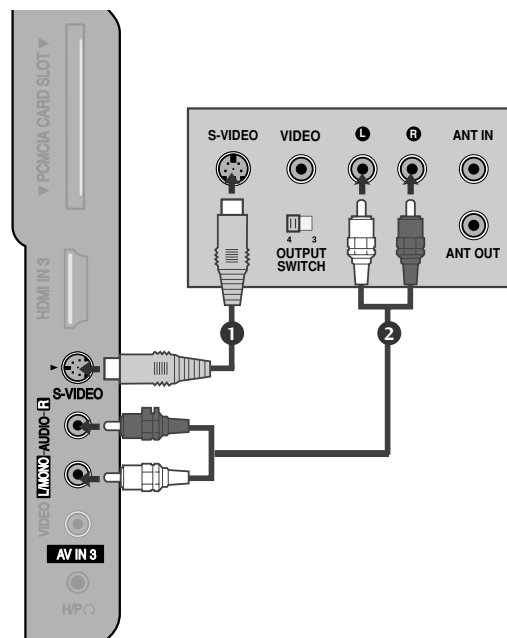 ▼ PCMCIA CARD SLOT ▼
HDMI IN 3
S-VIDEO
L/MONO-AUDIO-R
VIDEO
AV IN 3
H/P
S-VIDEO VIDEO L R ANT IN
4 3
OUTPUT
SWITCH
ANT OUT
1
2